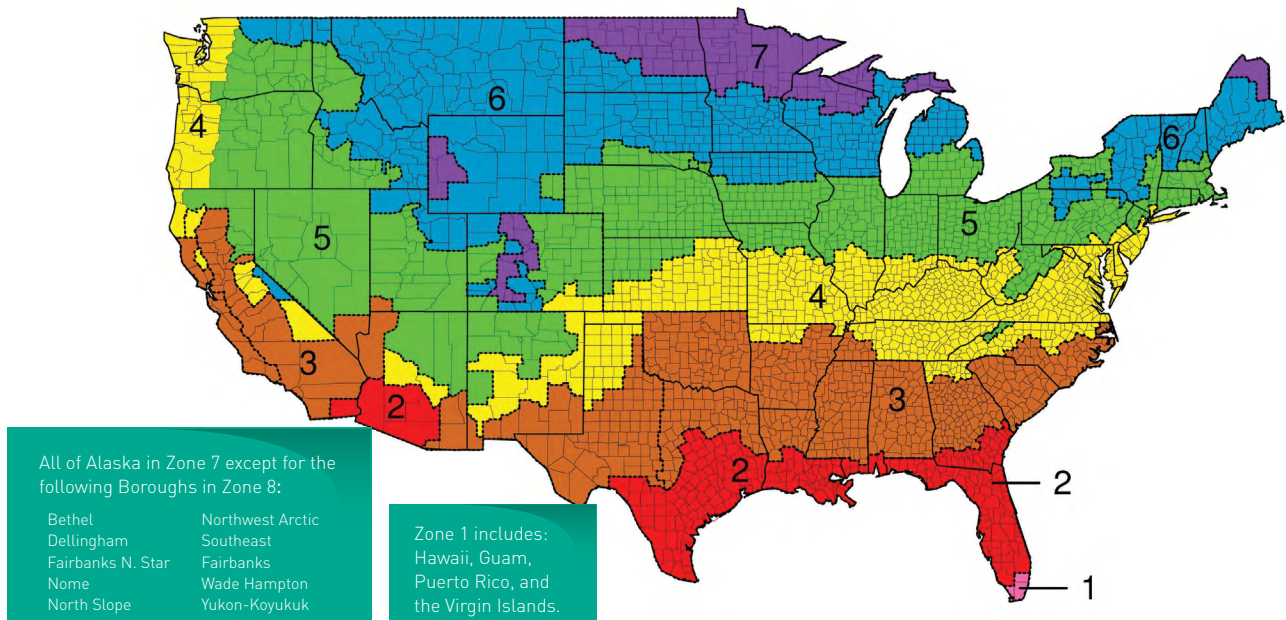 7
6
4
6
5
5
4
3
3
2
2
2
1
All of Alaska in Zone 7 except for the
following Boroughs in Zone 8:
Bethel
Dellingham
Fairbanks N. Star
Nome
North Slope
Northwest Arctic
Southeast
Fairbanks
Wade Hampton
Yukon-Koyukuk
Zone 1 includes:
Hawaii, Guam,
Puerto Rico, and
the Virgin Islands.